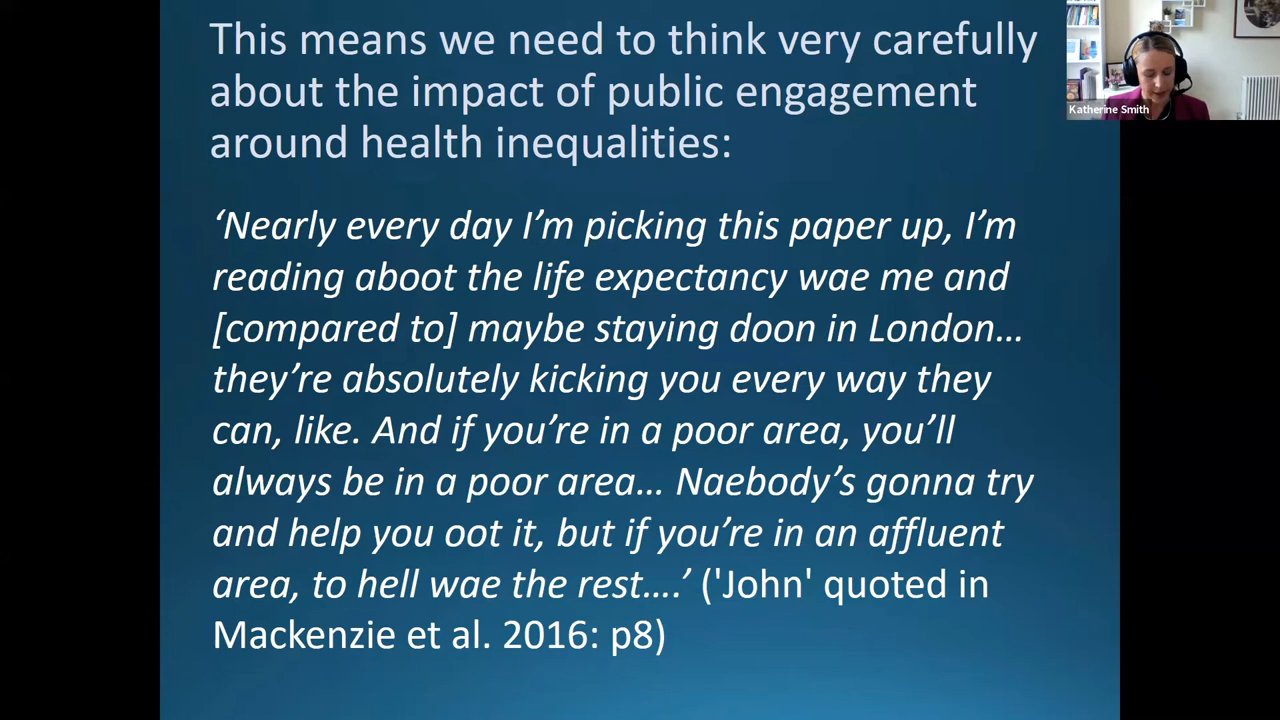 This means we need to think very carefully
about the impact of public engagement
around health inequalities:
‘Nearly every day I’m picking this paper up, I’m
reading aboot the life expectancy wae me and
[compared to] maybe staying doon in London…
they’re absolutely kicking you every way they
can, like. And if you’re in a poor area, you’ll
always be in a poor area… Naebody’s gonna try
and help you oot it, but if you’re in an affluent
area, to hell wae the rest….’ ('John' quoted in
Mackenzie et al. 2016: p8)
Katherine Smith